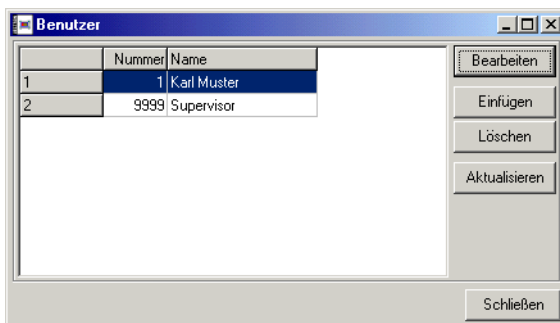 Benutzer
Nummer Name
1 1 Karl Muster
2 9999 Supervisor
Bearbeiten
Einfügen
Löschen
Aktualisieren
Schließen